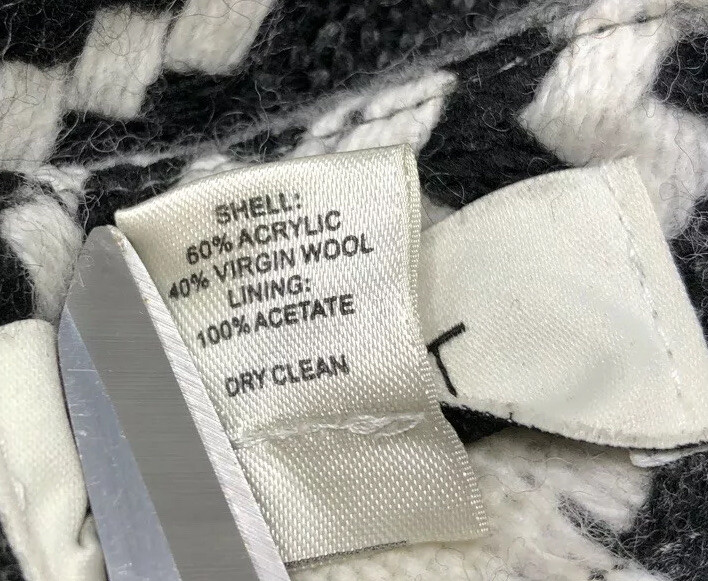 SHELL:
60% ACRYLIC
40% VIRGIN WOOL
LINING:
100% ACETATE
DRY CLEAN